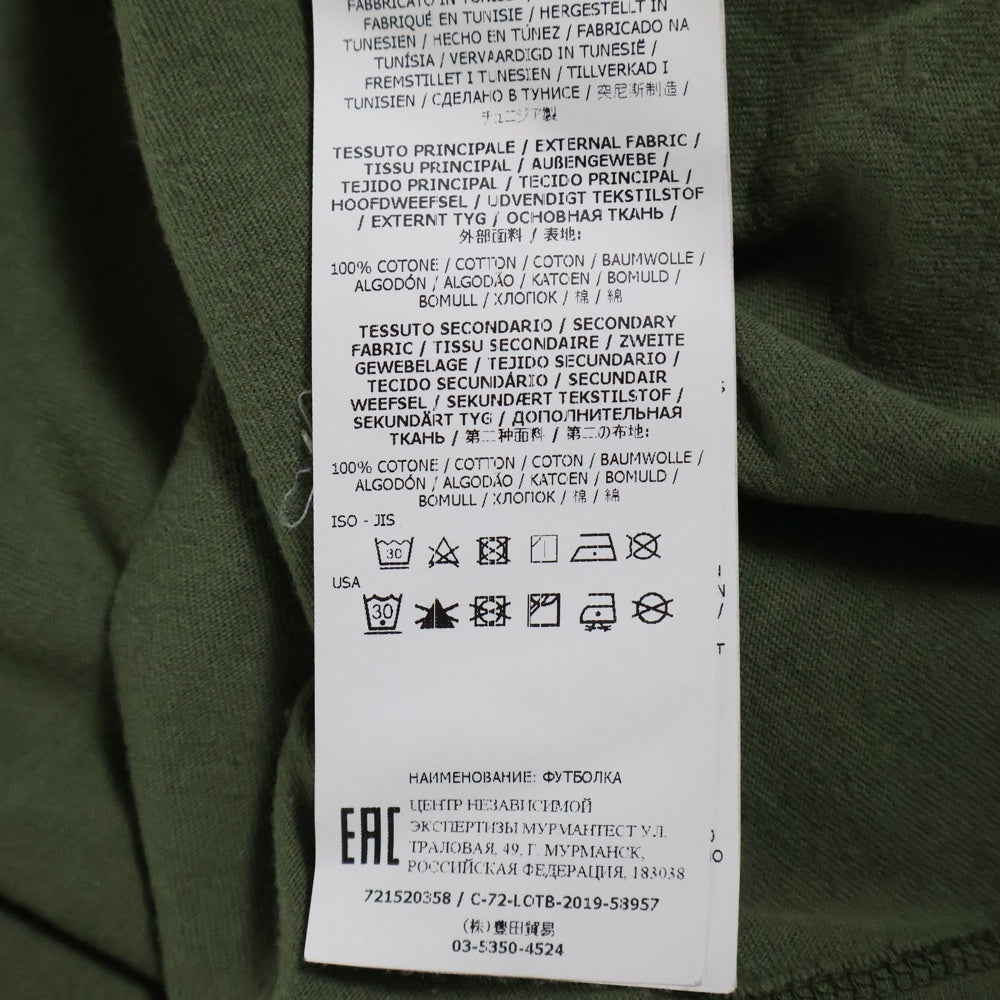 FABBRICATO IN TUNISIA /
FABRIQUÉ EN TUNISIE / HERGESTELLT IN
TUNESIEN / HECHO EN TÚNEZ / FABRICADO NA
TUNÍSIA / VERVAARDIGD IN TUNESIË /
FREMSTILLET I TUNESIEN / TILLVERKAD I
TUNISIEN / СДЕЛАНО В ТУНИСЕ / 突尼斯制造 /
チュニジア製
TESSUTO PRINCIPALE / EXTERNAL FABRIC /
TISSU PRINCIPAL / AUßENGEWEBE /
TEJIDO PRINCIPAL / TECIDO PRINCIPAL /
HOOFDWEEFSEL / UDVENDIGT TEKSTILSTOF
/ EXTERNT TYG / ОСНОВНАЯ ТКАНЬ /
外部面料 / 表地:
100% COTONE / COTTON / COTON / BAUMWOLLE /
ALGODÓN / ALGODÃO / KATOEN / BOMULD /
BOMULL / ХЛОПОК / 棉 / 綿
TESSUTO SECONDARIO / SECONDARY
FABRIC / TISSU SECONDAIRE / ZWEITE
GEWEBELAGE / TEJIDO SECUNDARIO /
TECIDO SECUNDÁRIO / SECUNDAIR
WEEFSEL / SEKUNDÆRT TEKSTILSTOF /
SEKUNDÄRT TYG / ДОПОЛНИТЕЛЬНАЯ
ТКАНЬ / 第二种面料 / 第二の布地:
100% COTONE / COTTON / COTON / BAUMWOLLE /
ALGODÓN / ALGODÃO / KATOEN / BOMULD /
BOMULL / ХЛОПОК / 棉 / 綿
ISO - JIS
30
USA
30
НАИМЕНОВАНИЕ: ФУТБОЛКА
EAC
ЦЕНТР НЕЗАВИСИМОЙ
ЭКСПЕРТИЗЫ МУРМАНТЕСТ УЛ.
ТРАЛОВАЯ, 49, Г. МУРМАНСК,
РОССИЙСКАЯ ФЕДЕРАЦИЯ, 183038
721520358 / C-72-LOTB-2019-58957
(株)豊田貿易
03-5350-4524